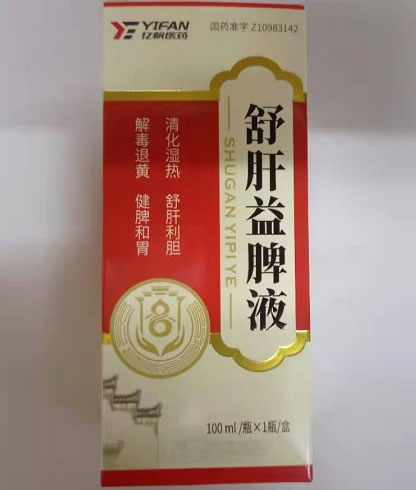 YIFAN
亿帆医药
国药准字 Z10983142
舒肝益脾液
SHUGAN YIPI YE
清化湿热 舒肝利胆
解毒退黄 健脾和胃
100 ml /瓶×1瓶/盒